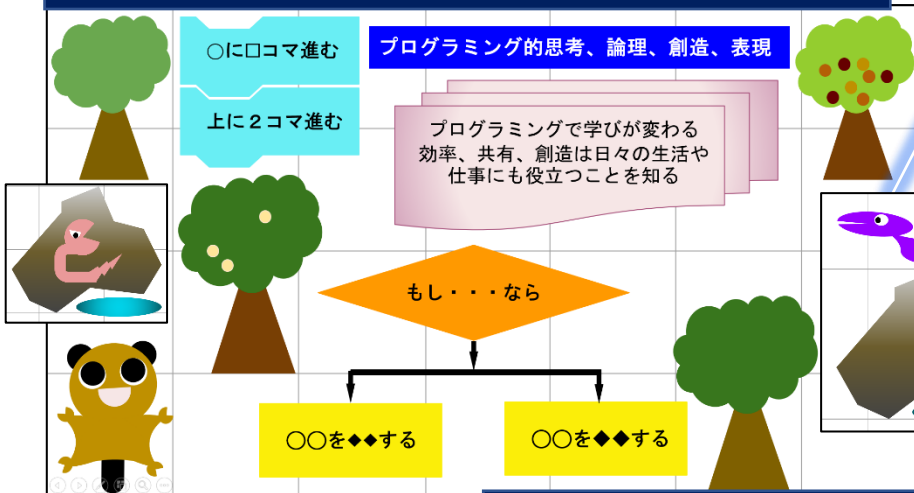 ○に□コマ進む
プログラミング的思考、論理、創造、表現
上に２コマ進む
プログラミングで学びが変わる
効率、共有、創造は日々の生活や
仕事にも役立つことを知る
もし・・・なら
○○を◆◆する
○○を◆◆する